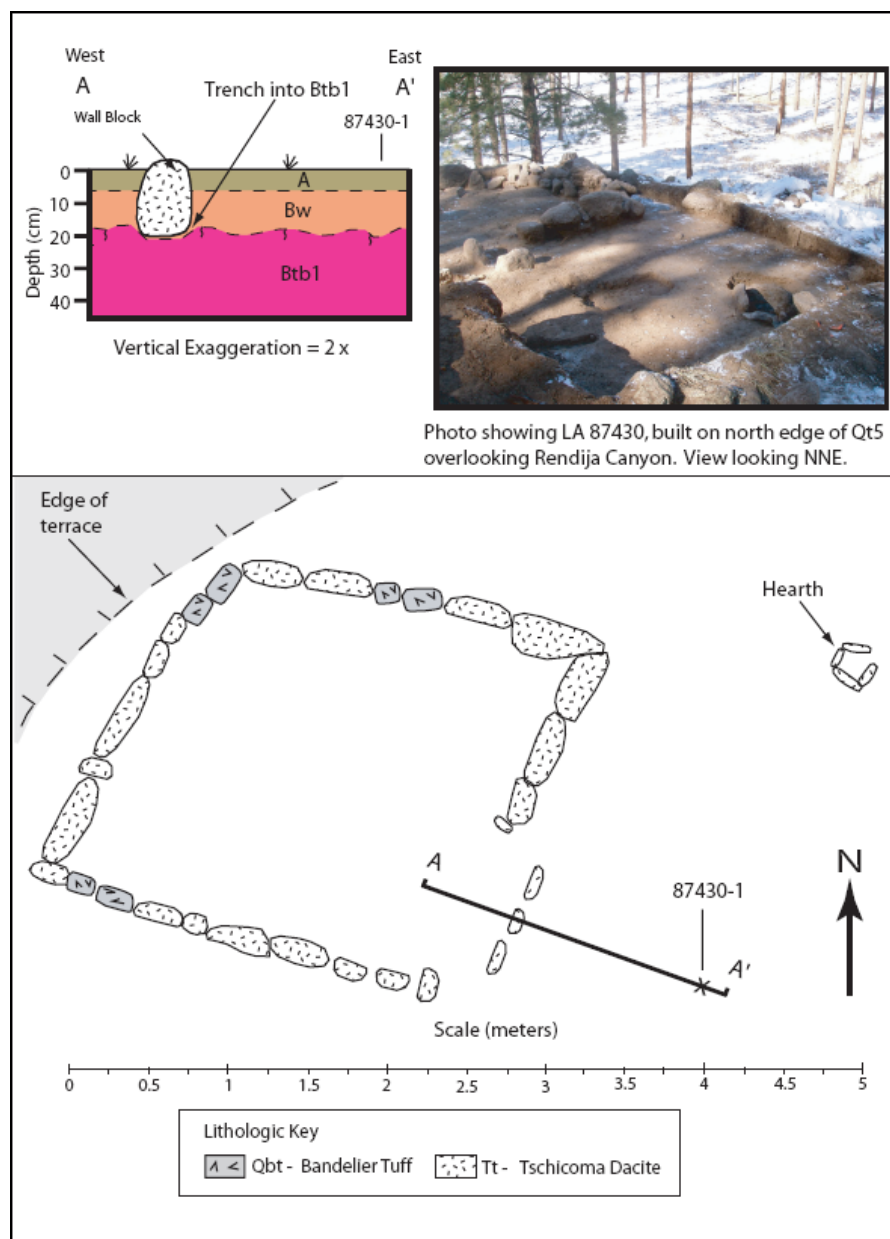 West
East
A
A'
Trench into Btb1
Wall Block
87430-1
0
10
20
30
40
Depth (cm)
A
Bw
Btb1
Vertical Exaggeration = 2 x
Photo showing LA 87430, built on north edge of Qt5
overlooking Rendija Canyon. View looking NNE.
Edge of
terrace
Hearth
A
87430-1
A'
N
Scale (meters)
0 0.5 1 1.5 2 2.5 3 3.5 4 4.5 5
Lithologic Key
Qbt - Bandelier Tuff
Tt - Tschicoma Dacite